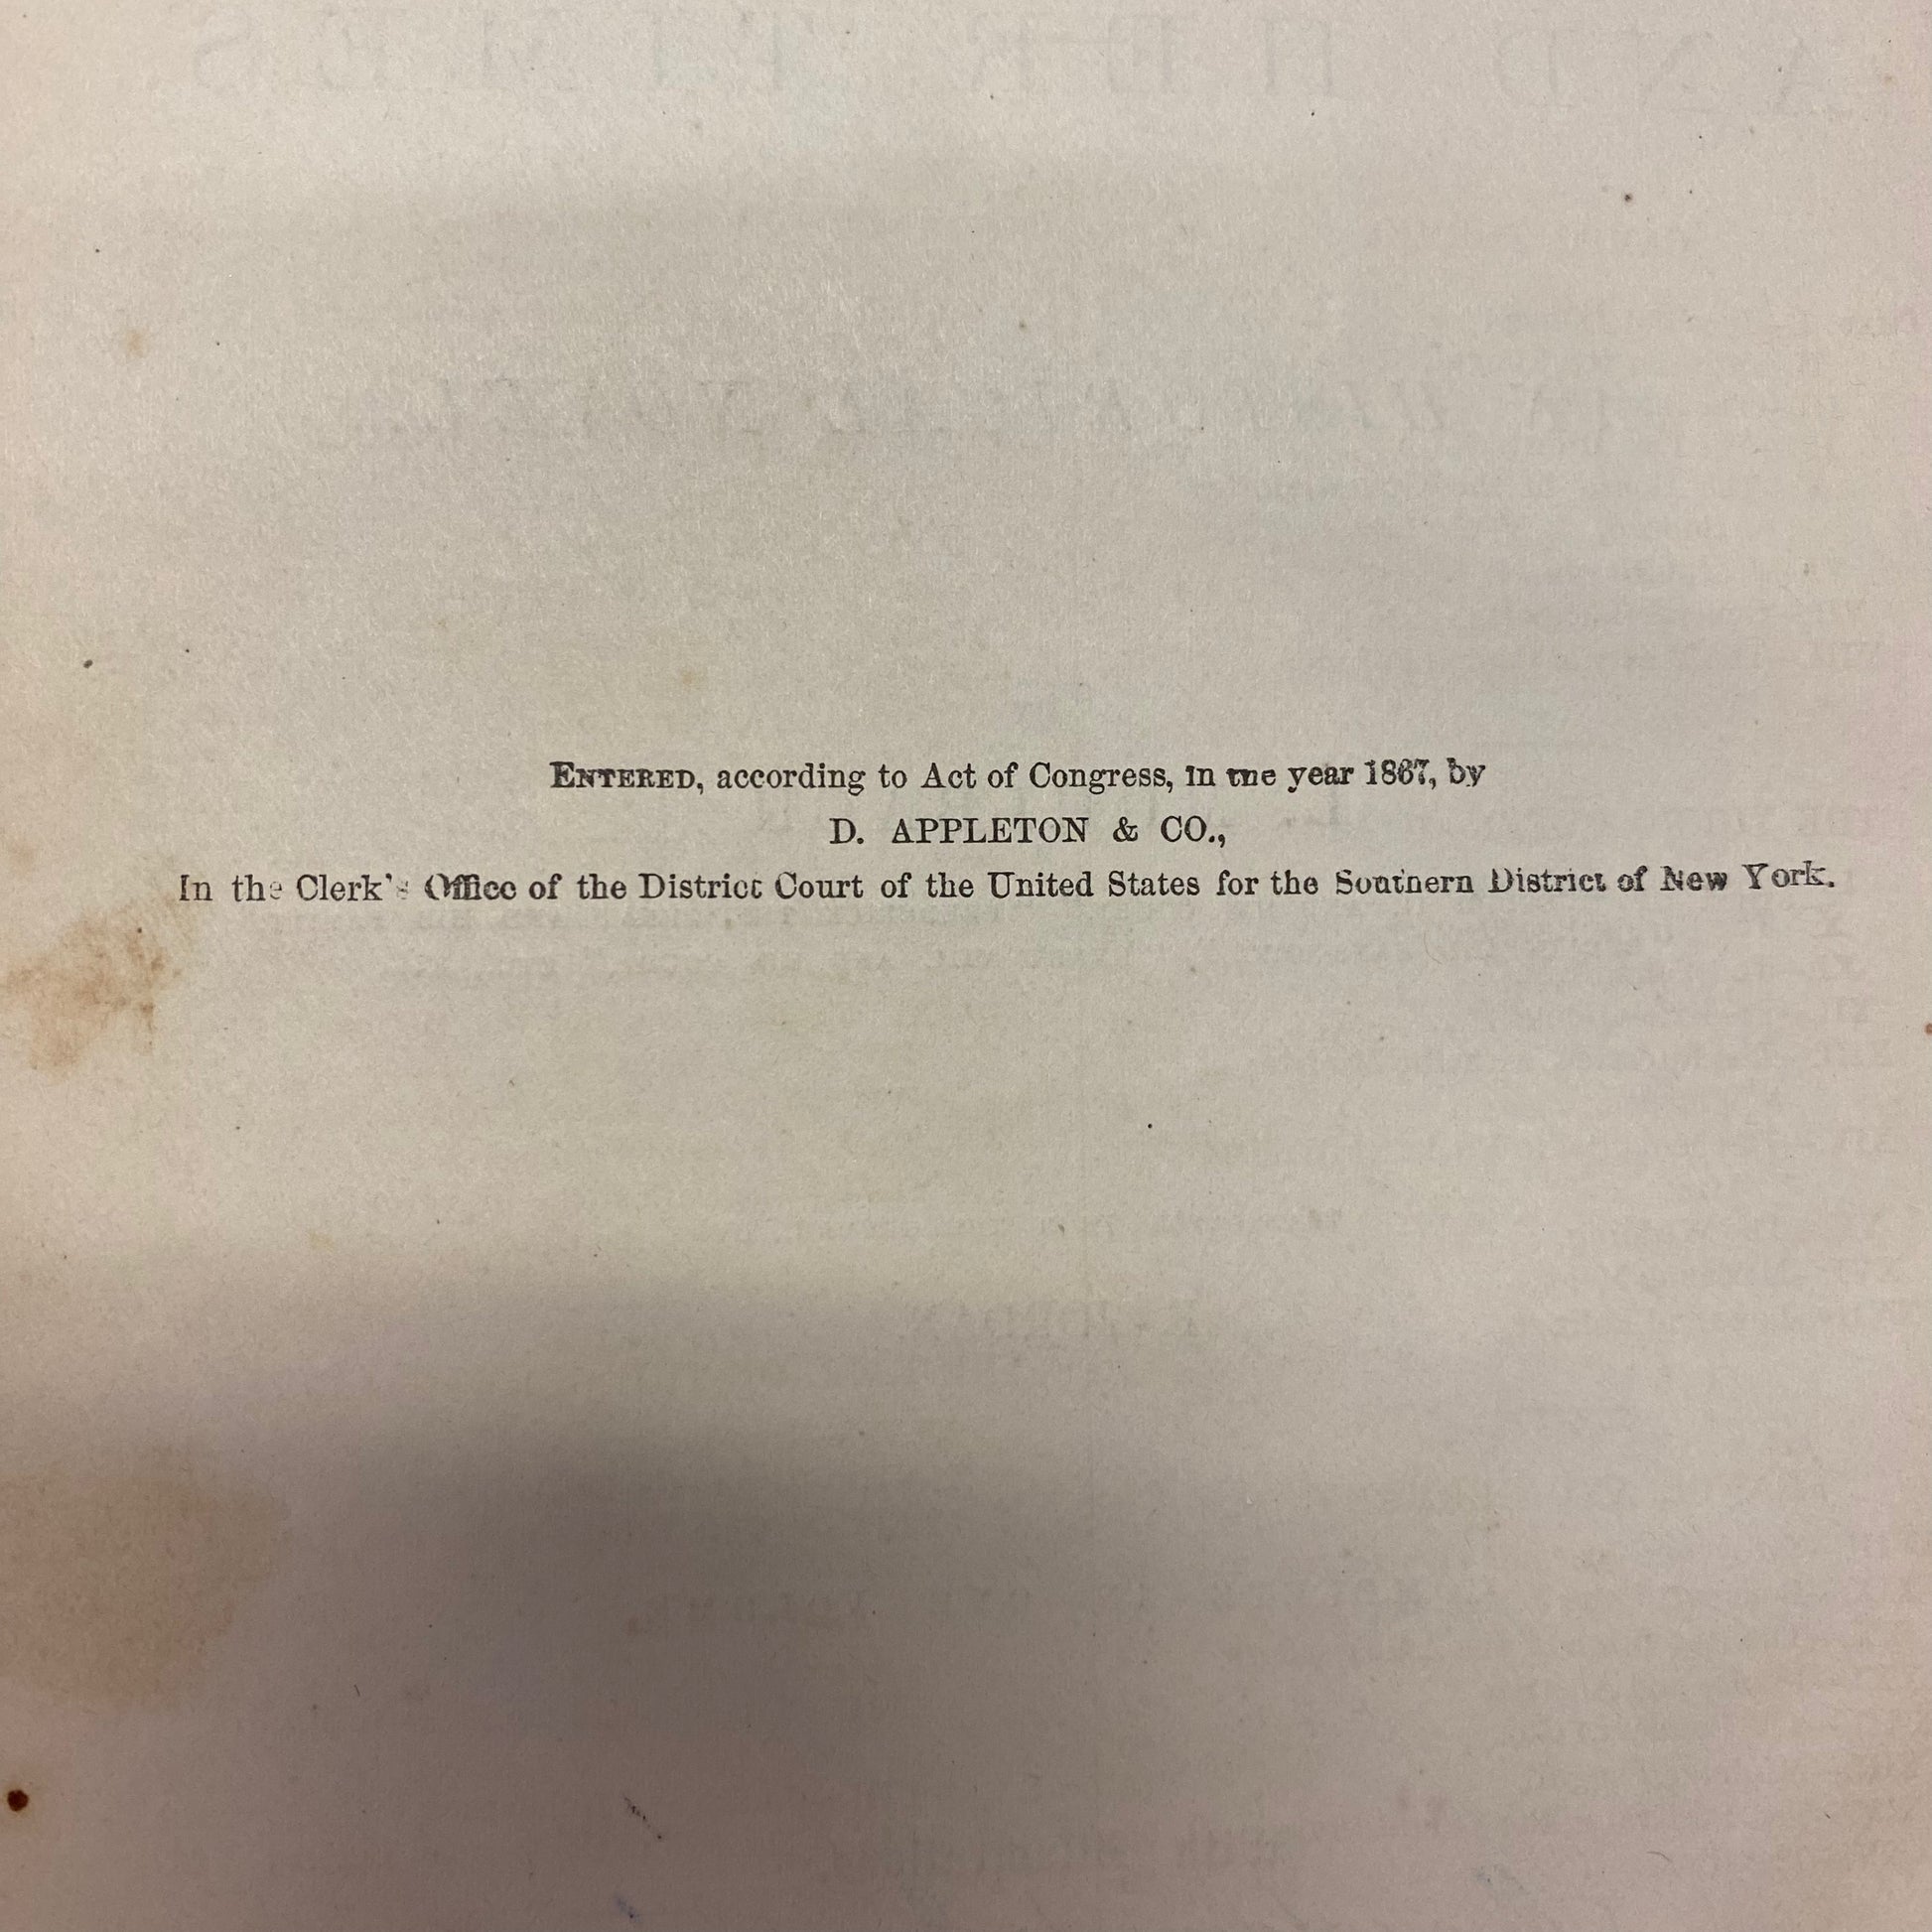 ENTERED, according to Act of Congress, in the year 1867, by
D. APPLETON & CO.,
In the Clerk's Office of the District Court of the United States for the Southern District of New York.